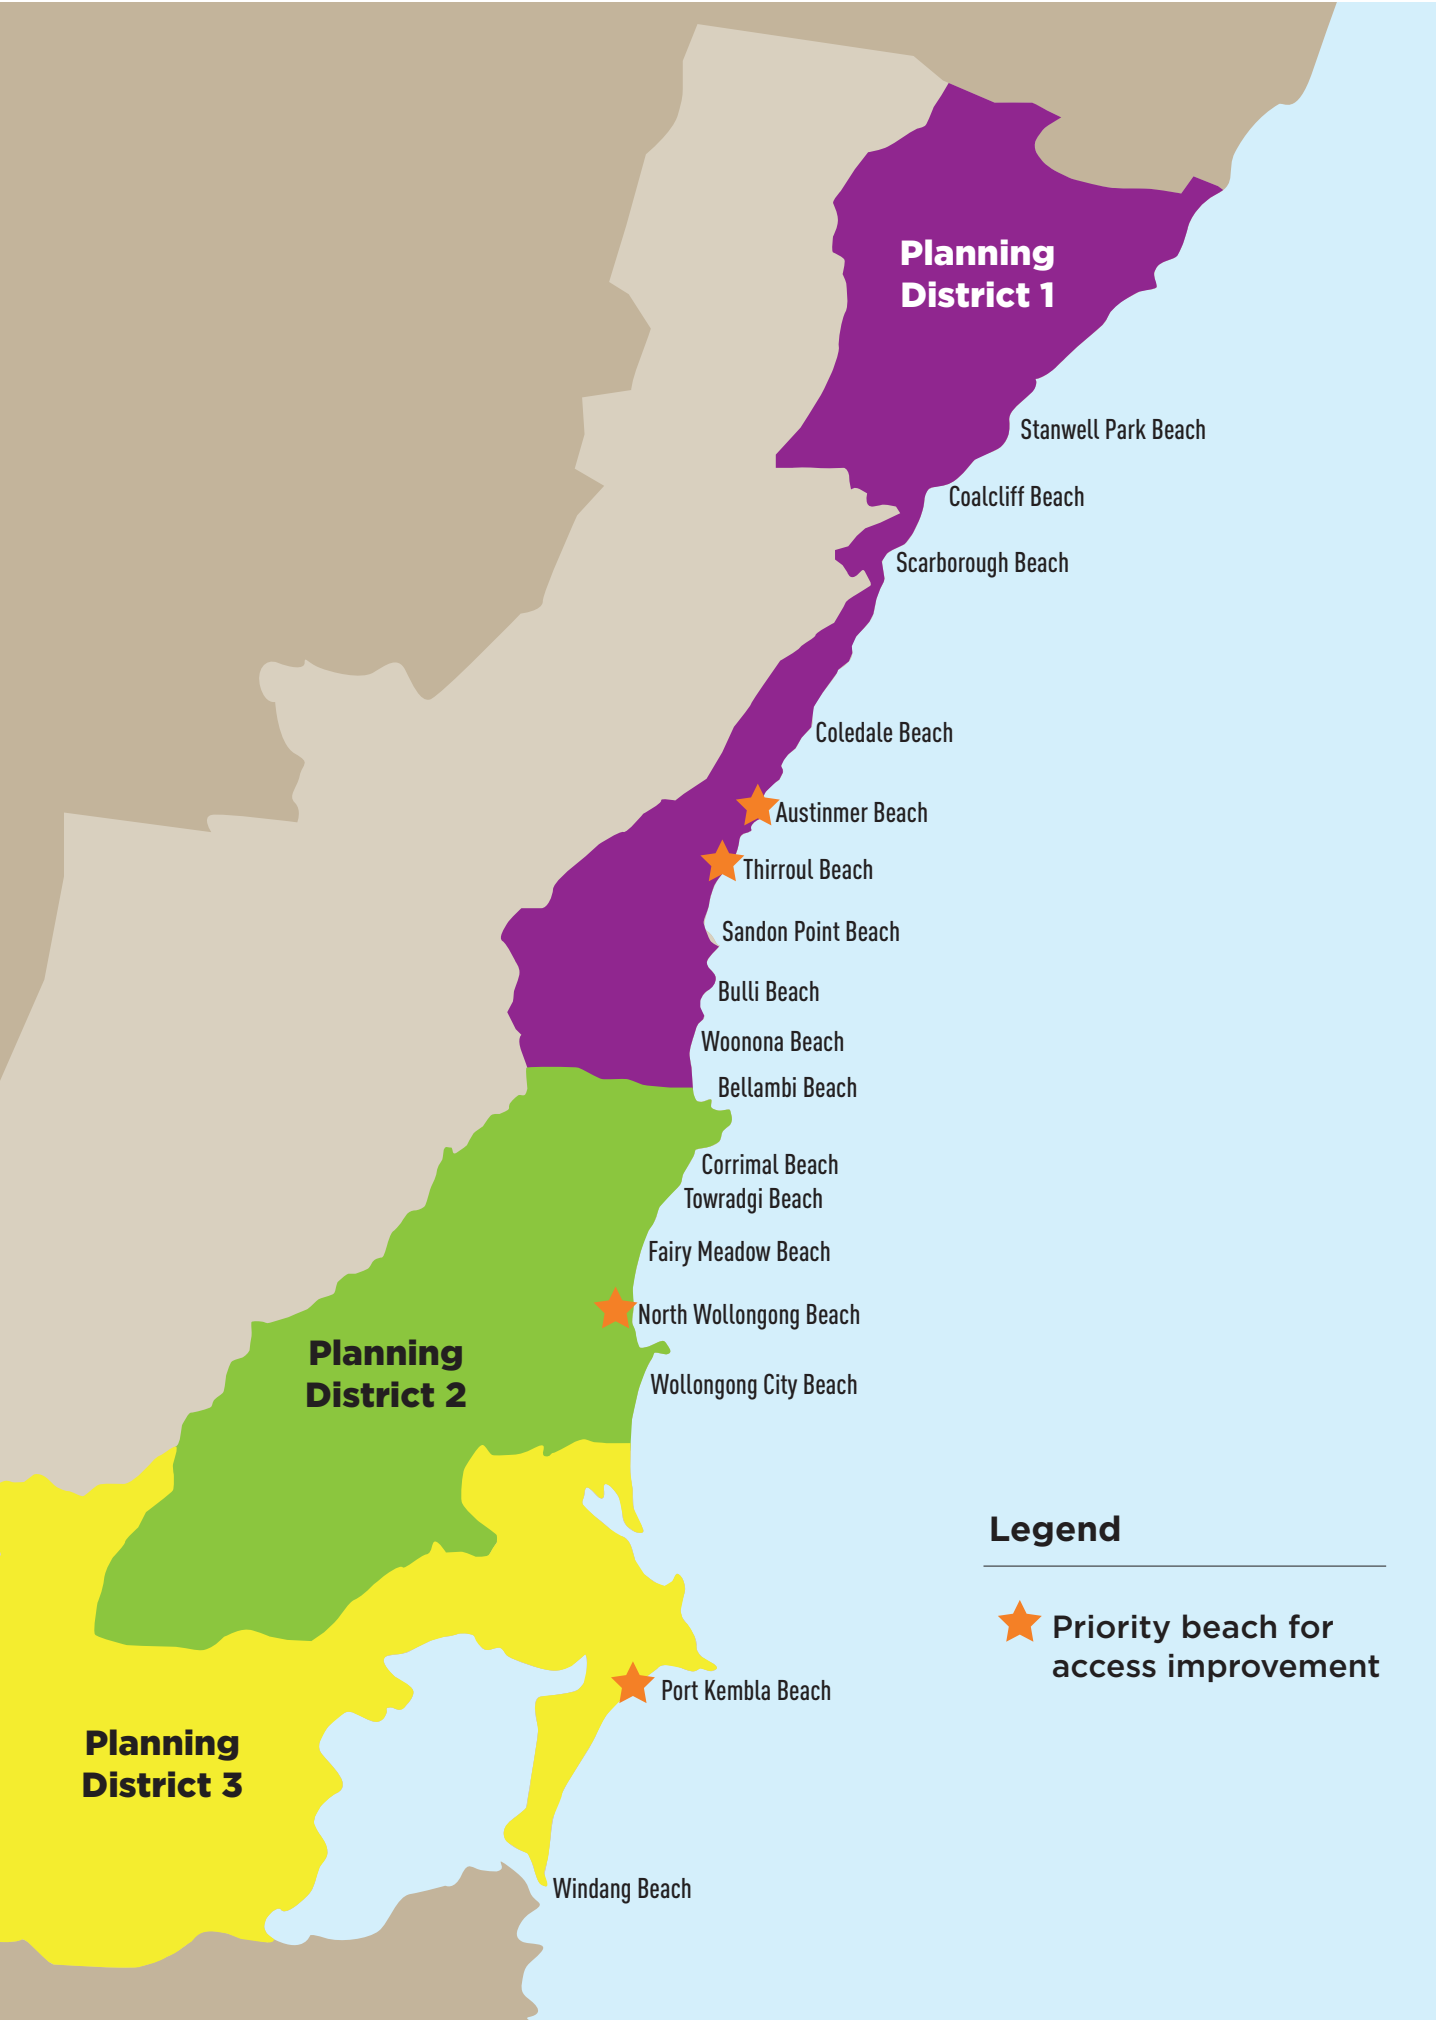 Planning
District 1
Stanwell Park Beach
Coalcliff Beach
Scarborough Beach
Coledale Beach
Austinmer Beach
Thirroul Beach
Sandon Point Beach
Bulli Beach
Woonona Beach
Bellambi Beach
Corrimal Beach
Towradgi Beach
Fairy Meadow Beach
North Wollongong Beach
Planning
District 2
Wollongong City Beach
Legend
Priority beach for
access improvement
Port Kembla Beach
Planning
District 3
Windang Beach